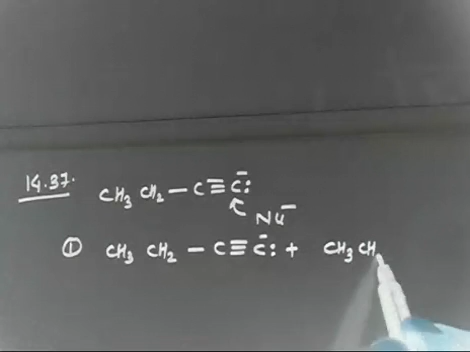 14.37. CH₃ CH₂ — C ≡ C̄:
Nu⁻
① CH₃ CH₂ — C ≡ C̄: + CH₃ CH